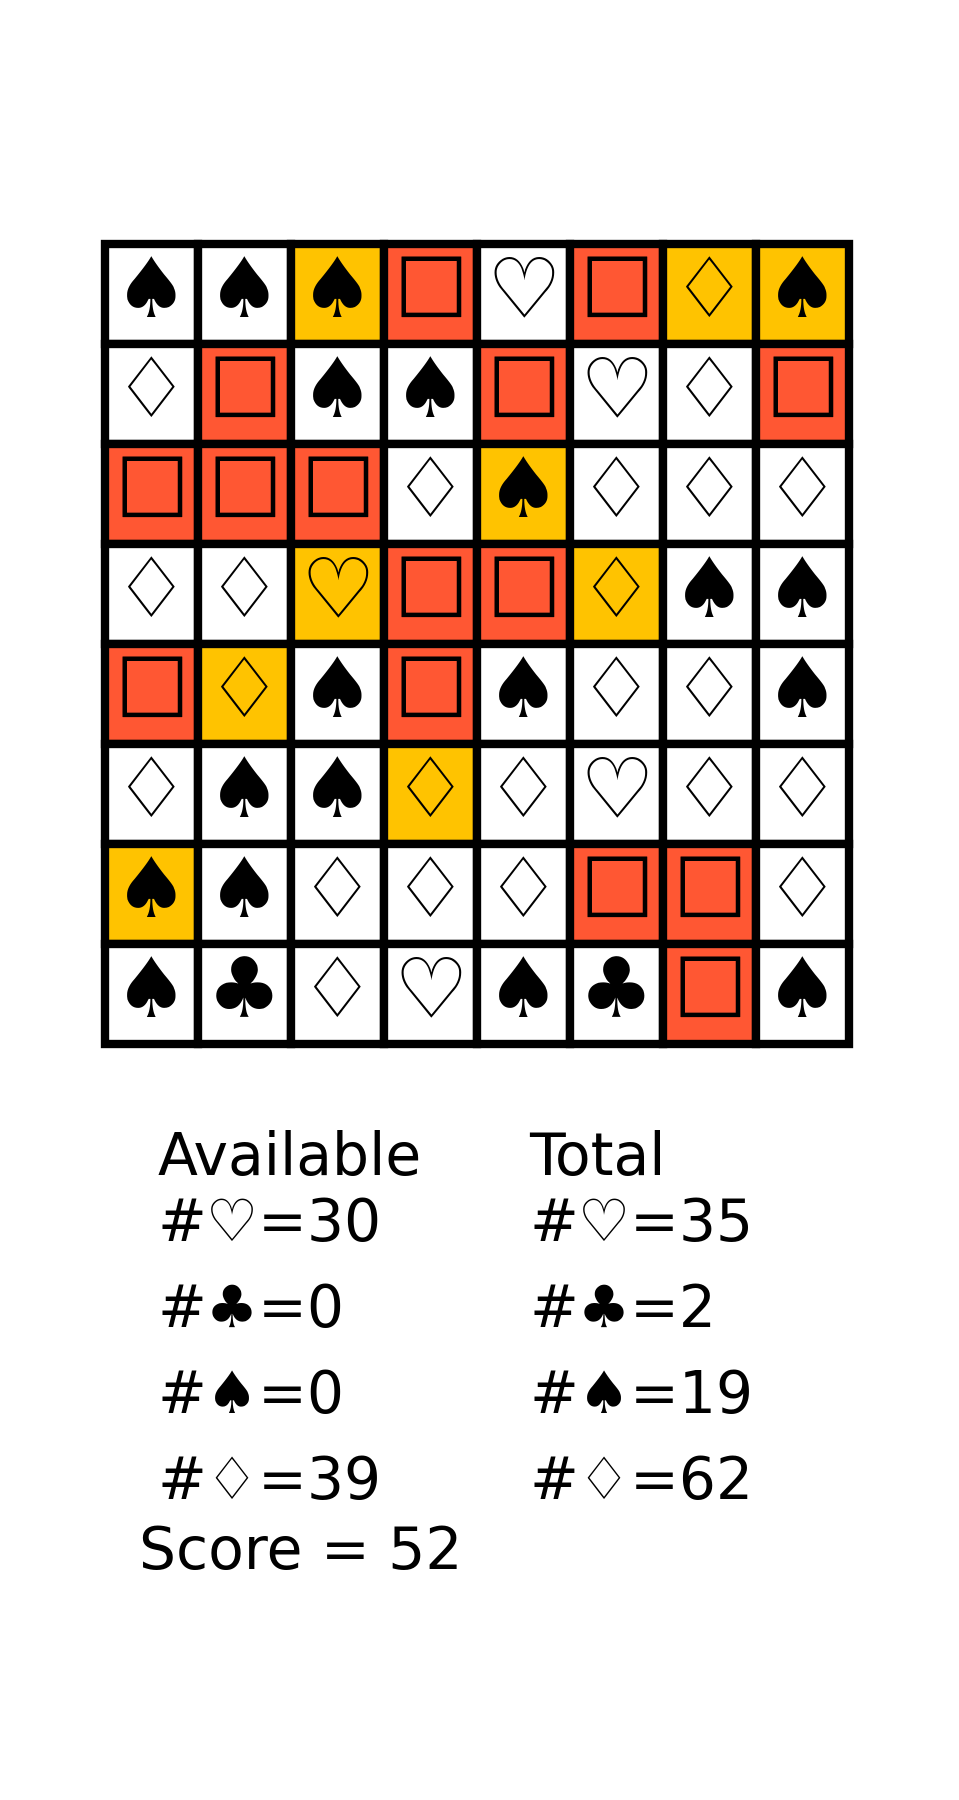 ♠ ♠ ♠ □ ♡ □ ♢ ♠
♢ □ ♠ ♠ □ ♡ ♢ □
□ □ □ ♢ ♠ ♢ ♢ ♢
♢ ♢ ♡ □ □ ♢ ♠ ♠
□ ♢ ♠ □ ♠ ♢ ♢ ♠
♢ ♠ ♠ ♢ ♢ ♡ ♢ ♢
♠ ♠ ♢ ♢ ♢ □ □ ♢
♠ ♣ ♢ ♡ ♠ ♣ □ ♠
Available Total
#♡=30 #♡=35
#♣=0 #♣=2
#♠=0 #♠=19
#♢=39 #♢=62
Score = 52